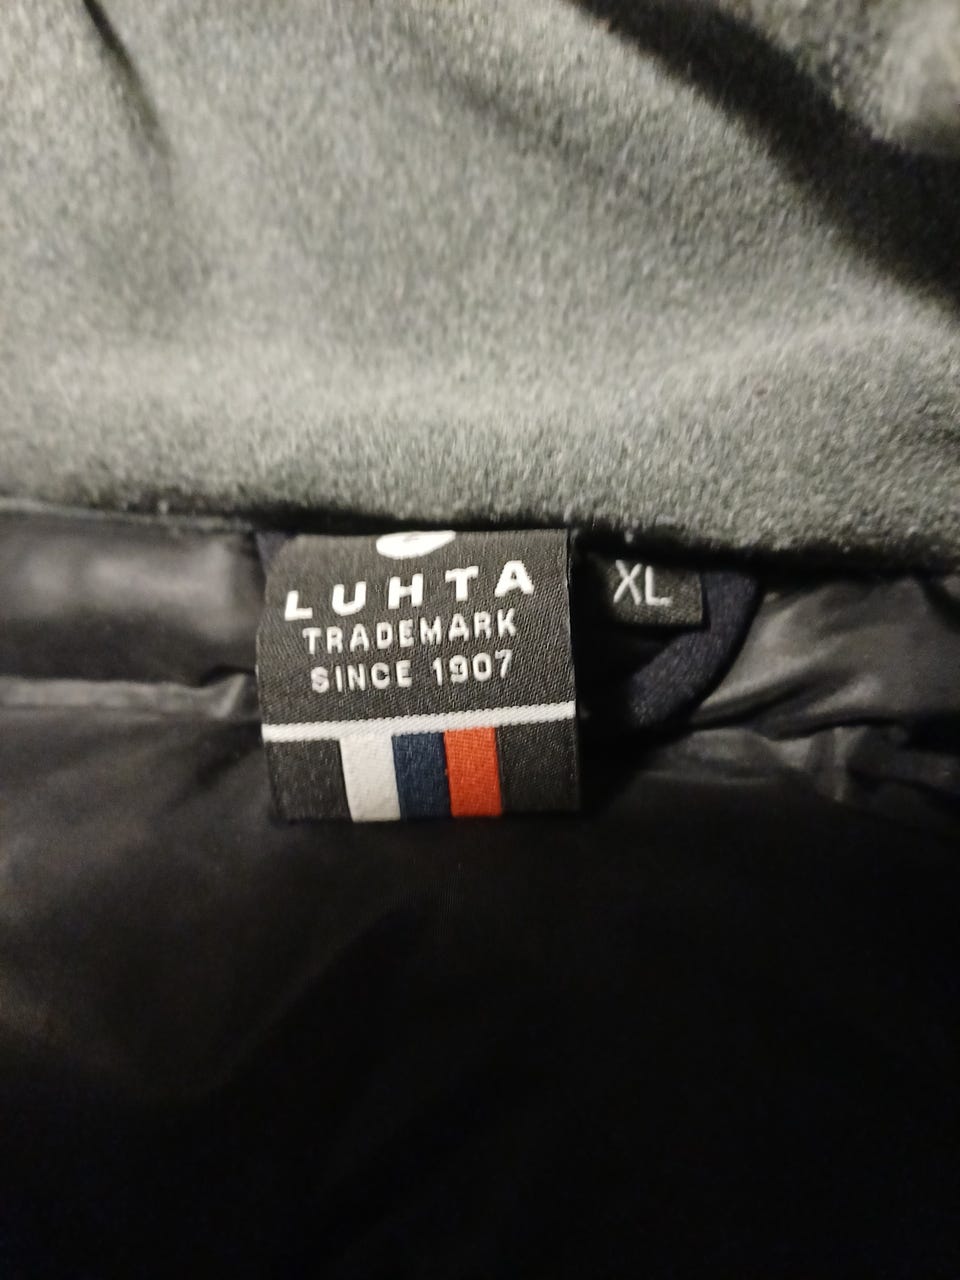 LUHTA
TRADEMARK
SINCE 1907
XL